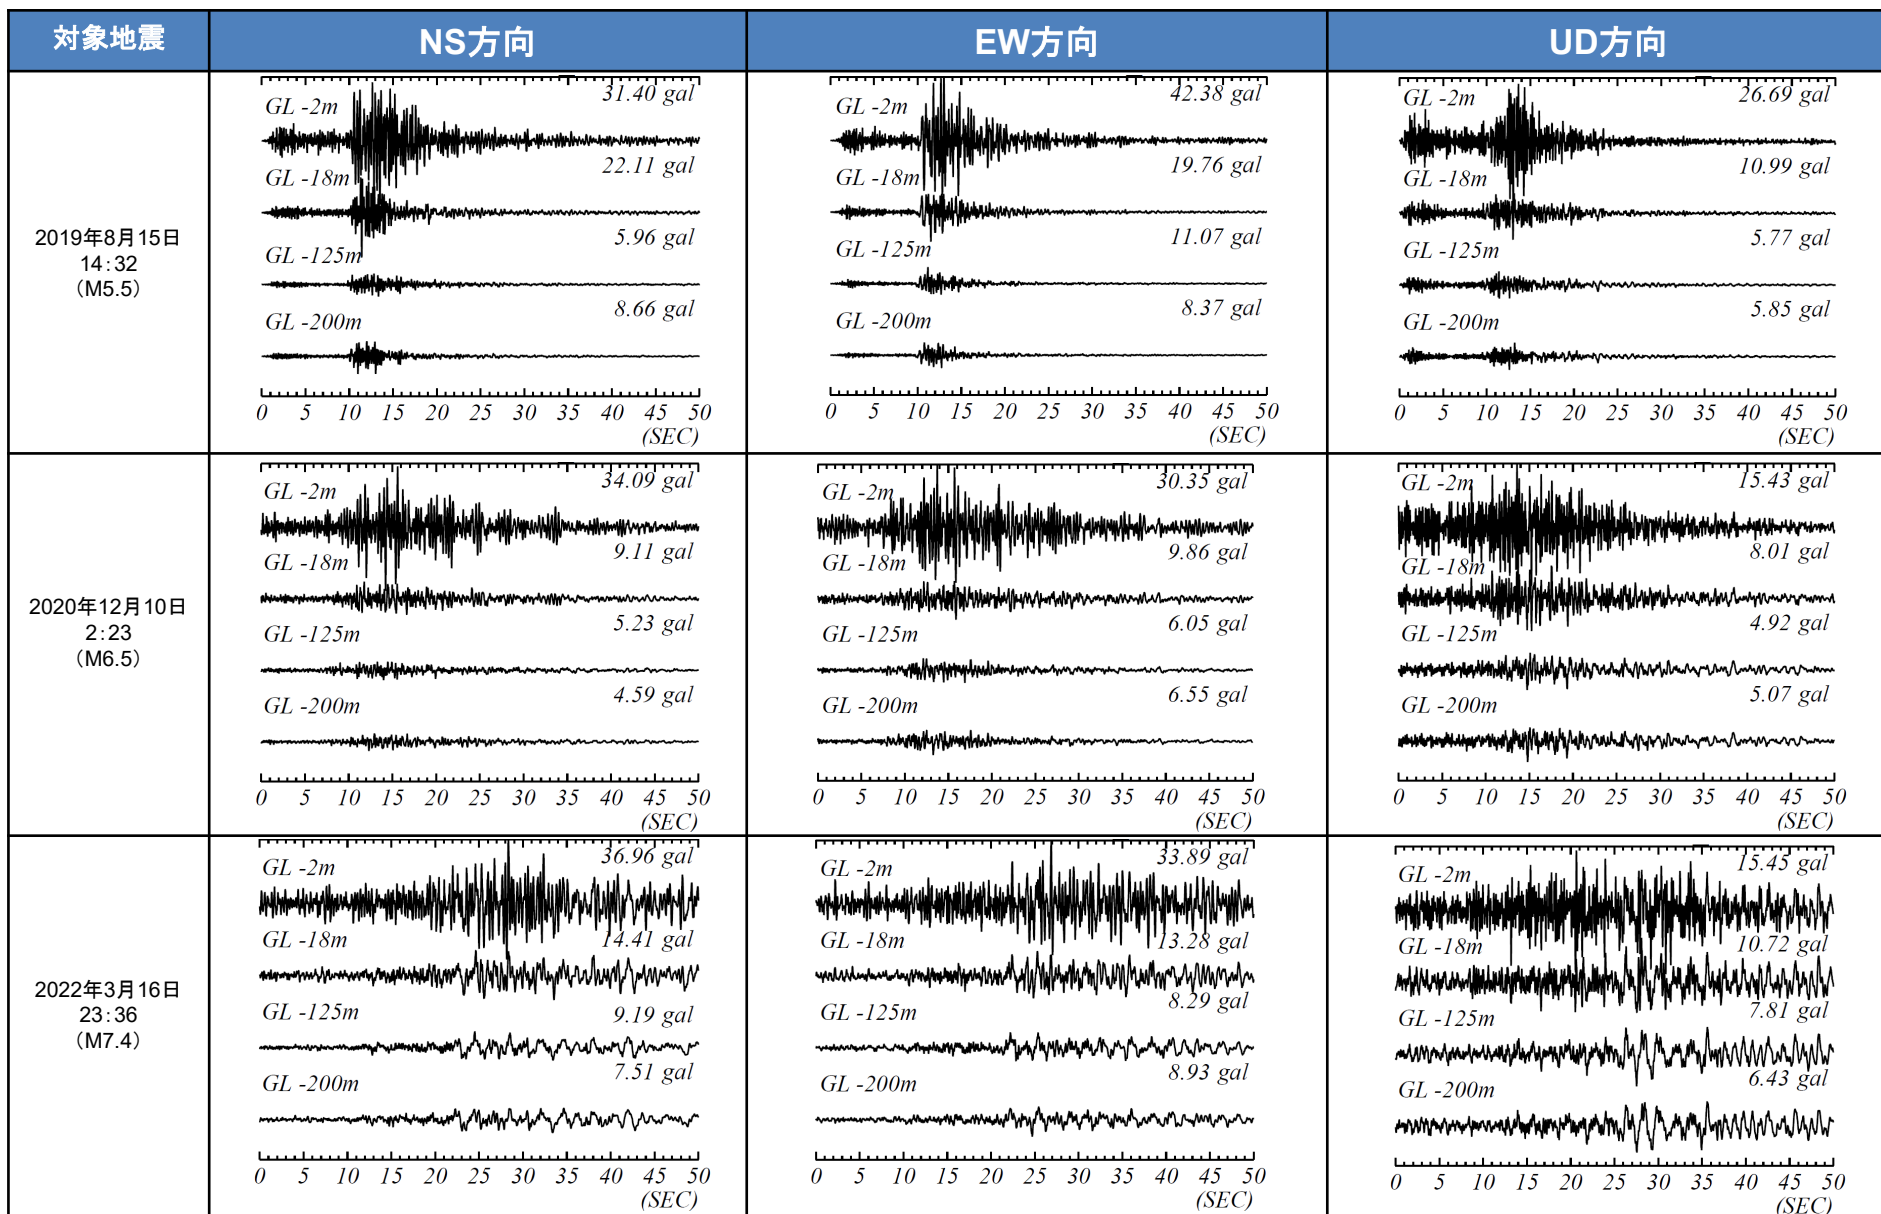 対象地震
NS方向
EW方向
UD方向
2019年8月15日
14:32
（M5.5）
GL -2m
31.40 gal
GL -18m
22.11 gal
GL -125m
5.96 gal
GL -200m
8.66 gal
0 5 10 15 20 25 30 35 40 45 50
(SEC)
GL -2m
42.38 gal
GL -18m
19.76 gal
GL -125m
11.07 gal
GL -200m
8.37 gal
0 5 10 15 20 25 30 35 40 45 50
(SEC)
GL -2m
26.69 gal
GL -18m
10.99 gal
GL -125m
5.77 gal
GL -200m
5.85 gal
0 5 10 15 20 25 30 35 40 45 50
(SEC)
2020年12月10日
2:23
（M6.5）
GL -2m
34.09 gal
GL -18m
9.11 gal
GL -125m
5.23 gal
GL -200m
4.59 gal
0 5 10 15 20 25 30 35 40 45 50
(SEC)
GL -2m
30.35 gal
GL -18m
9.86 gal
GL -125m
6.05 gal
GL -200m
6.55 gal
0 5 10 15 20 25 30 35 40 45 50
(SEC)
GL -2m
15.43 gal
GL -18m
8.01 gal
GL -125m
4.92 gal
GL -200m
5.07 gal
0 5 10 15 20 25 30 35 40 45 50
(SEC)
2022年3月16日
23:36
（M7.4）
GL -2m
36.96 gal
GL -18m
14.41 gal
GL -125m
9.19 gal
GL -200m
7.51 gal
0 5 10 15 20 25 30 35 40 45 50
(SEC)
GL -2m
33.89 gal
GL -18m
13.28 gal
GL -125m
8.29 gal
GL -200m
8.93 gal
0 5 10 15 20 25 30 35 40 45 50
(SEC)
GL -2m
15.45 gal
GL -18m
10.72 gal
GL -125m
7.81 gal
GL -200m
6.43 gal
0 5 10 15 20 25 30 35 40 45 50
(SEC)